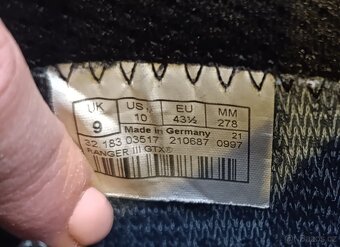 UK US EU MM
9 10 43½ 278
Made in Germany 21
32 183 03517 210687 0997
RANGER III GTX®